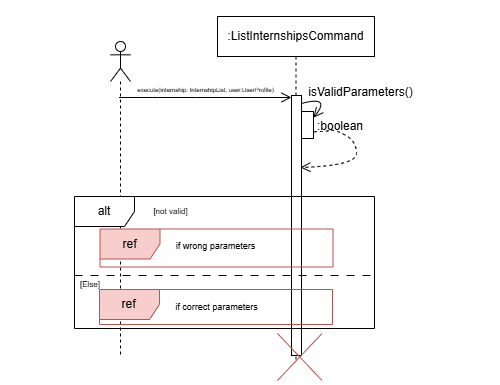 :ListInternshipsCommand
execute(internship: InternshipList, user:UserProfile)
isValidParameters()
:boolean
alt
[not valid]
ref
if wrong parameters
[Else]
ref
if correct parameters